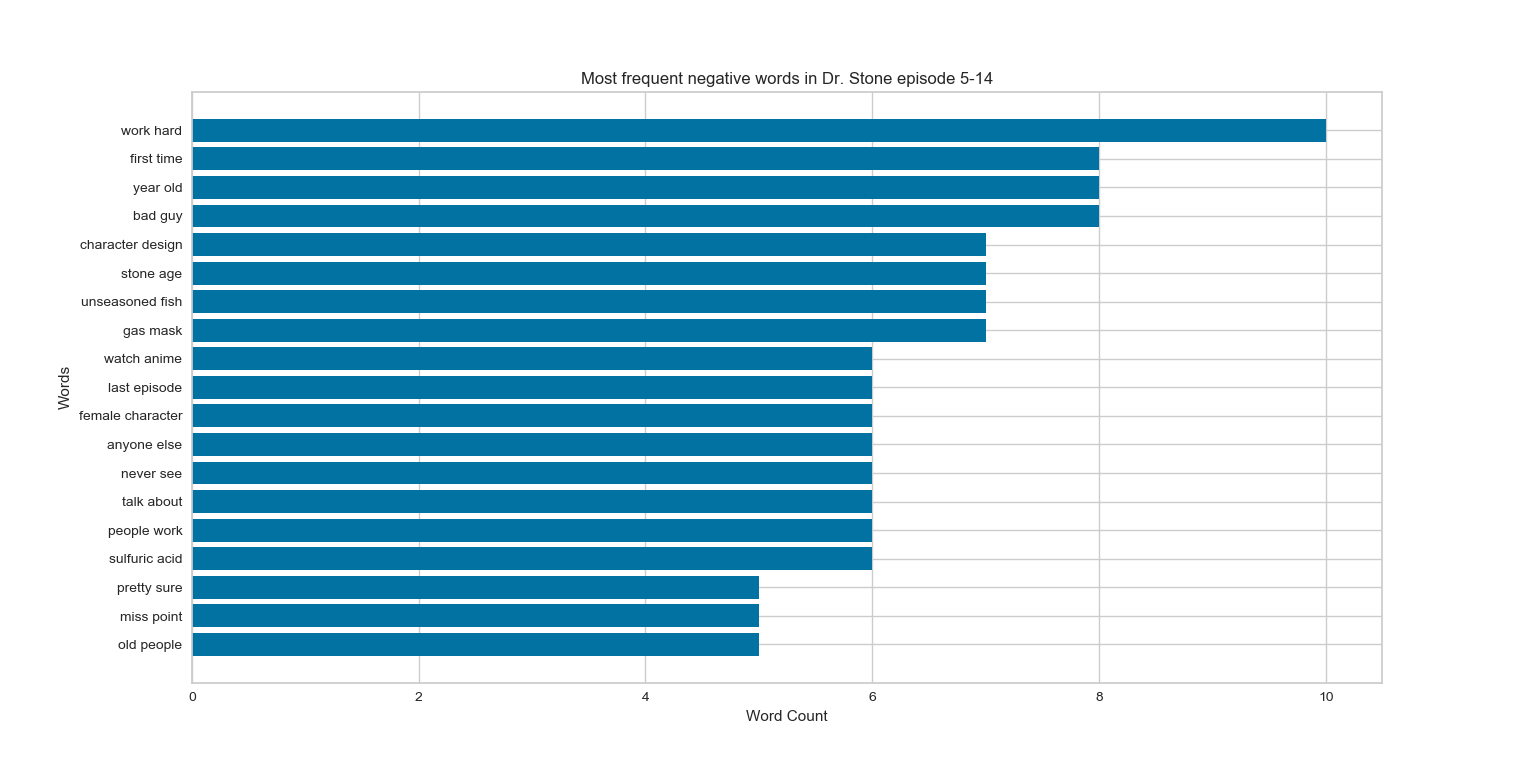 Most frequent negative words in Dr. Stone episode 5-14
work hard
first time
year old
bad guy
character design
stone age
unseasoned fish
gas mask
watch anime
last episode
female character
anyone else
never see
talk about
people work
sulfuric acid
pretty sure
miss point
old people
Words
0 2 4 6 8 10
Word Count